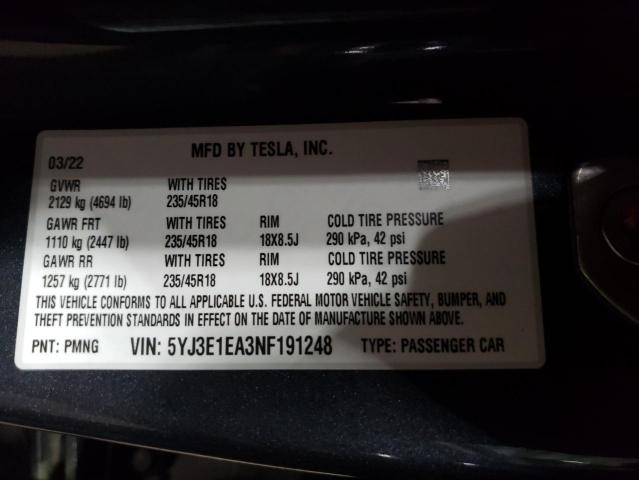 MFD BY TESLA, INC.
03/22
GVWR WITH TIRES
2129 kg (4694 lb) 235/45R18
GAWR FRT WITH TIRES RIM COLD TIRE PRESSURE
1110 kg (2447 lb) 235/45R18 18X8.5J 290 kPa, 42 psi
GAWR RR WITH TIRES RIM COLD TIRE PRESSURE
1257 kg (2771 lb) 235/45R18 18X8.5J 290 kPa, 42 psi
THIS VEHICLE CONFORMS TO ALL APPLICABLE U.S. FEDERAL MOTOR VEHICLE SAFETY, BUMPER, AND
THEFT PREVENTION STANDARDS IN EFFECT ON THE DATE OF MANUFACTURE SHOWN ABOVE.
PNT: PMNG VIN: 5YJ3E1EA3NF191248 TYPE: PASSENGER CAR